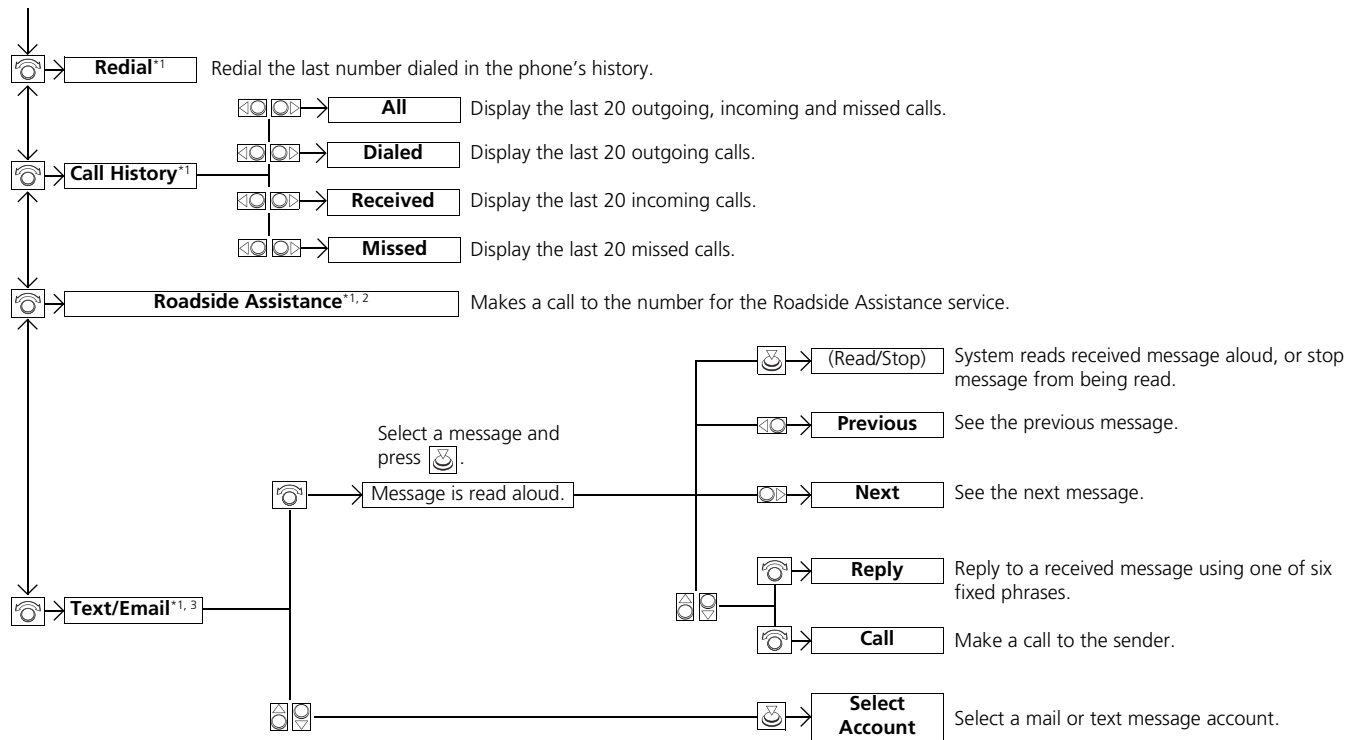 Redial*1 Redial the last number dialed in the phone's history.
All Display the last 20 outgoing, incoming and missed calls.
Dialed Display the last 20 outgoing calls.
Call History*1
Received Display the last 20 incoming calls.
Missed Display the last 20 missed calls.
Roadside Assistance*1, 2 Makes a call to the number for the Roadside Assistance service.
(Read/Stop) System reads received message aloud, or stop
message from being read.
Previous See the previous message.
Select a message and
press .
Message is read aloud.
Next See the next message.
Reply Reply to a received message using one of six
fixed phrases.
Text/Email*1, 3
Call Make a call to the sender.
Select
Account Select a mail or text message account.